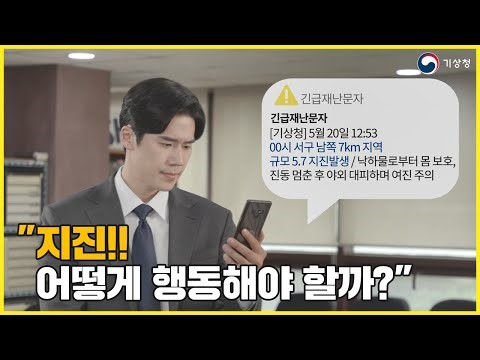 기상청
긴급재난문자
긴급재난문자
[기상청] 5월 20일 12:53
00시 서구 남쪽 7km 지역
규모 5.7 지진발생 / 낙하물로부터 몸 보호,
진동 멈춘 후 야외 대피하며 여진 주의
"지진!!
어떻게 행동해야 할까?"